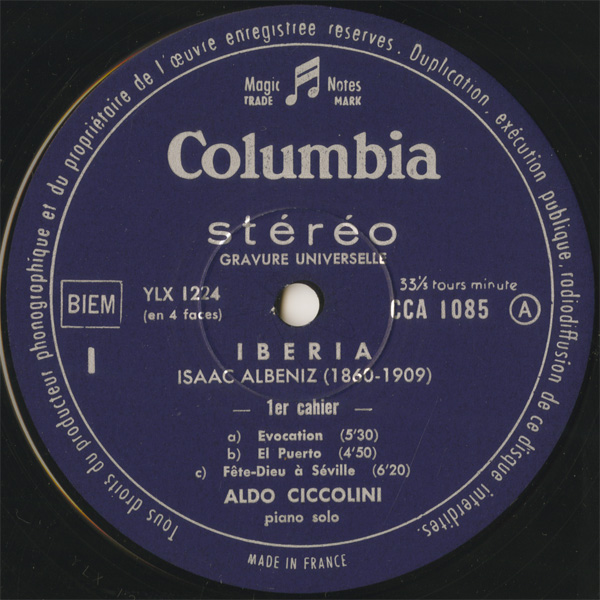 Tous droits du producteur phonographique et du propriétaire de l'œuvre enregistrée réservés. Duplication, exécution publique, radiodiffusion de ce disque interdites.
Magic Notes
TRADE MARK
Columbia
stéréo
GRAVURE UNIVERSELLE
BIEM
YLX 1224
(en 4 faces)
33⅓ tours minute
CCA 1085 A
1
IBERIA
ISAAC ALBENIZ (1860-1909)
— 1er cahier —
a) Evocation (5'30)
b) El Puerto (4'50)
c) Fête-Dieu à Séville (6'20)
ALDO CICCOLINI
piano solo
MADE IN FRANCE